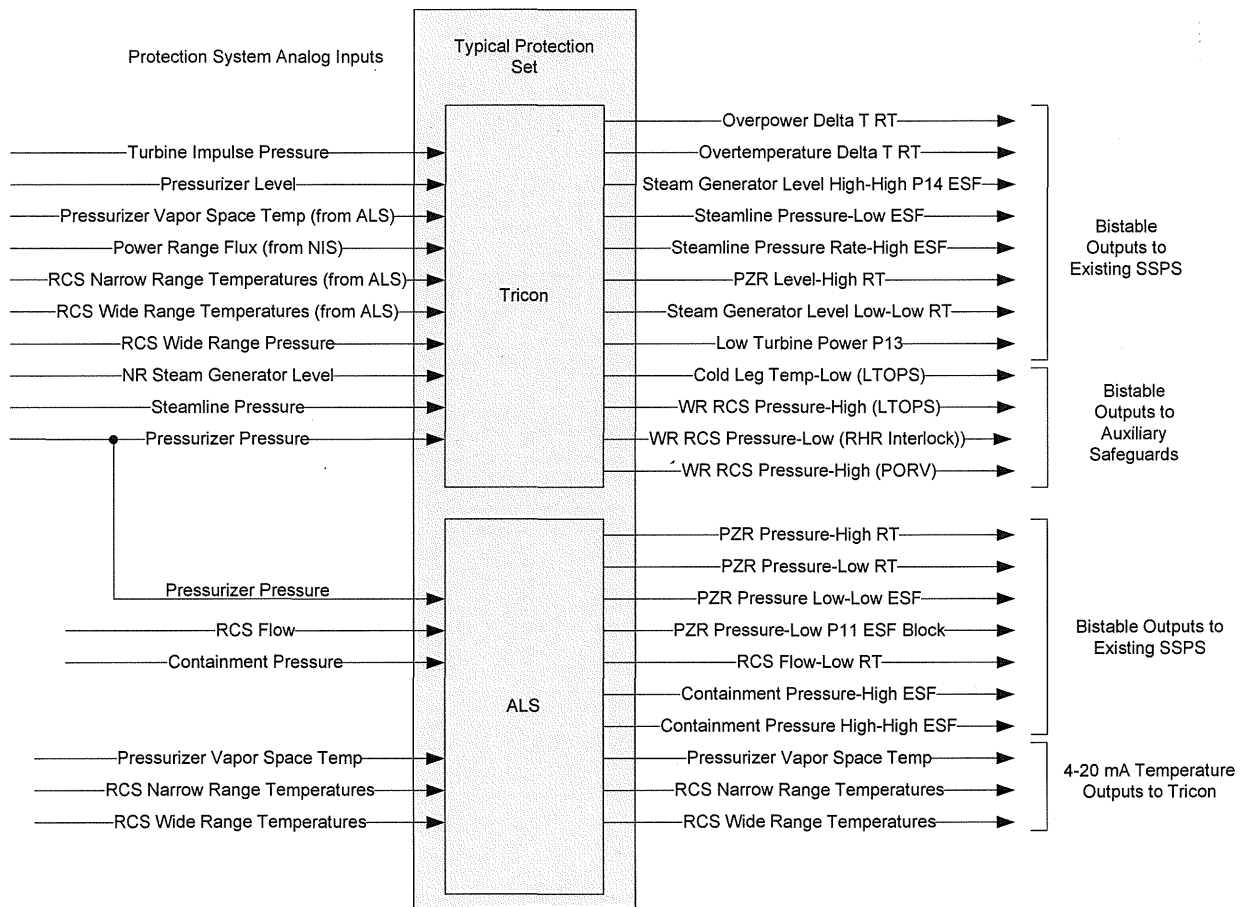 Protection System Analog Inputs
Typical Protection
Set
Turbine Impulse Pressure
Pressurizer Level
Pressurizer Vapor Space Temp (from ALS)
Power Range Flux (from NIS)
RCS Narrow Range Temperatures (from ALS)
RCS Wide Range Temperatures (from ALS)
RCS Wide Range Pressure
NR Steam Generator Level
Steamline Pressure
Pressurizer Pressure
Tricon
Overpower Delta T RT
Overtemperature Delta T RT
Steam Generator Level High-High P14 ESF
Steamline Pressure-Low ESF
Steamline Pressure Rate-High ESF
PZR Level-High RT
Steam Generator Level Low-Low RT
Low Turbine Power P13
Cold Leg Temp-Low (LTOPS)
WR RCS Pressure-High (LTOPS)
WR RCS Pressure-Low (RHR Interlock))
WR RCS Pressure-High (PORV)
Bistable
Outputs to
Existing SSPS
Bistable
Outputs to
Auxiliary
Safeguards
Pressurizer Pressure
RCS Flow
Containment Pressure
Pressurizer Vapor Space Temp
RCS Narrow Range Temperatures
RCS Wide Range Temperatures
ALS
PZR Pressure-High RT
PZR Pressure-Low RT
PZR Pressure Low-Low ESF
PZR Pressure-Low P11 ESF Block
RCS Flow-Low RT
Containment Pressure-High ESF
Containment Pressure High-High ESF
Pressurizer Vapor Space Temp
RCS Narrow Range Temperatures
RCS Wide Range Temperatures
Bistable Outputs to
Existing SSPS
4-20 mA Temperature
Outputs to Tricon